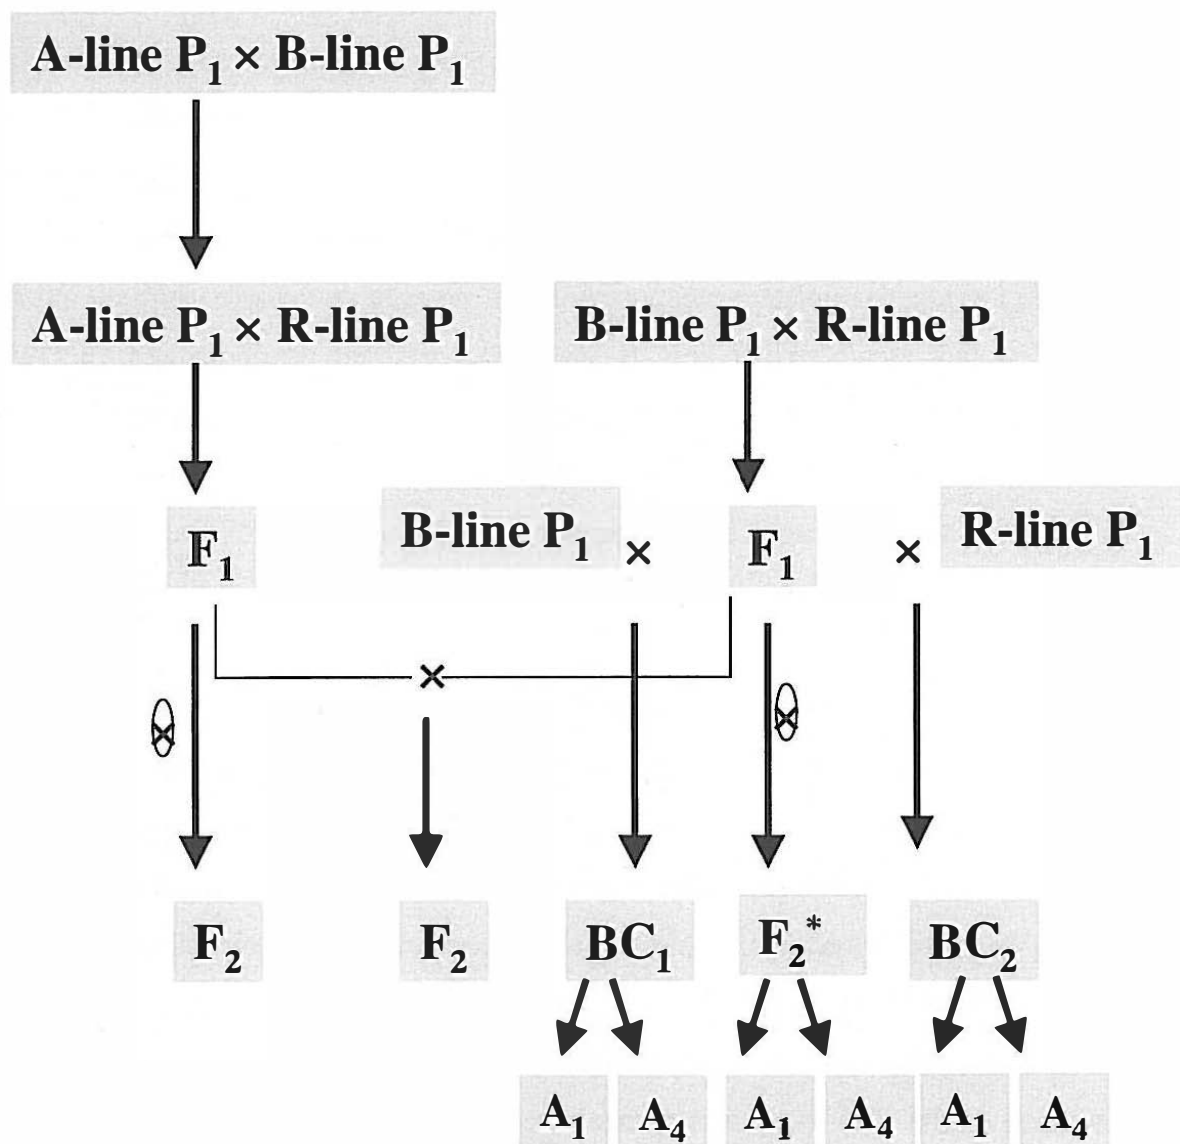 A-line P₁ × B-line P₁
A-line P₁ × R-line P₁
B-line P₁ × R-line P₁
F₁
B-line P₁ ×
F₁
× R-line P₁
×
×
×
F₂
F₂
BC₁
F₂*
BC₂
A₁
A₄
A₁
A₄
A₁
A₄